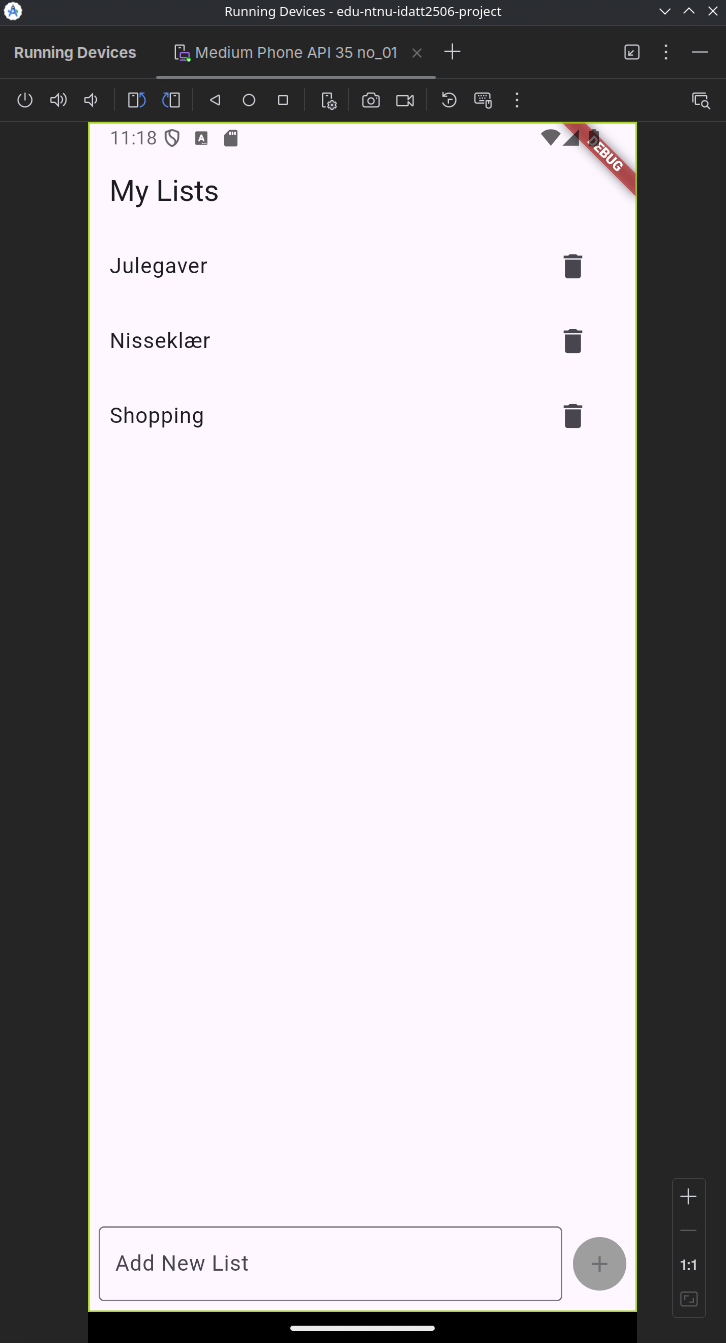 Running Devices - edu-ntnu-idatt2506-project
Running Devices
Medium Phone API 35 no_01
11:18
A
DEBUG
My Lists
Julegaver
Nisseklær
Shopping
Add New List
1:1